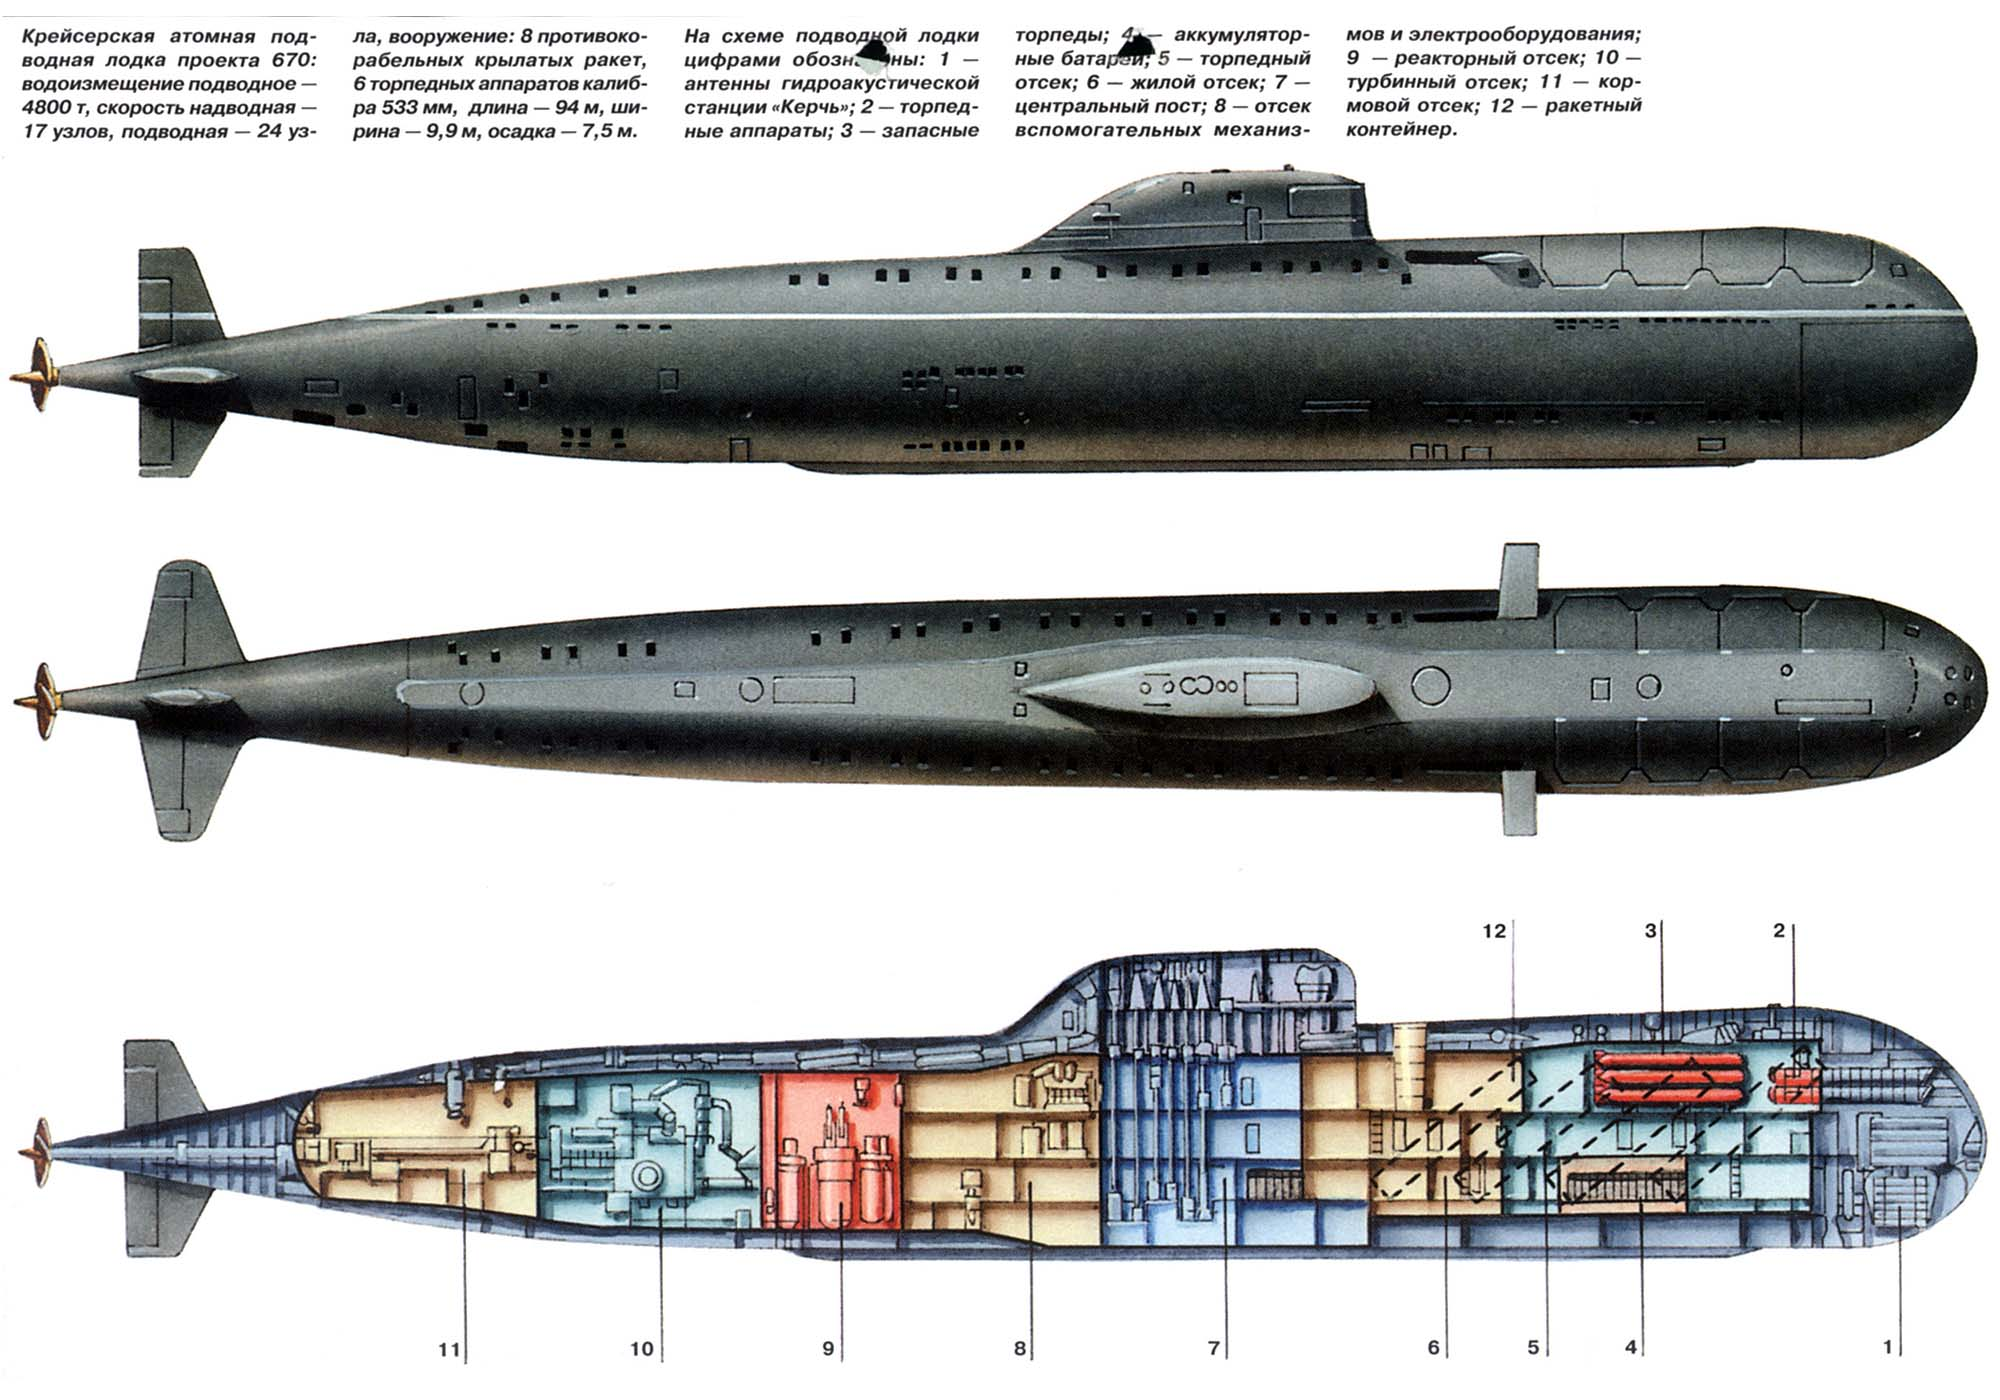 Крейсерская атомная под-
водная лодка проекта 670:
водоизмещение подводное —
4800 т, скорость надводная —
17 узлов, подводная — 24 уз-
ла, вооружение: 8 противоко-
рабельных крылатых ракет,
6 торпедных аппаратов калиб-
ра 533 мм, длина — 94 м, ши-
рина — 9,9 м, осадка — 7,5 м.
На схеме подводной лодки
цифрами 1 —
антенны гидроакустической
станции «Керчь»; 2 — торпед-
ные аппараты; 3 — запасные
торпеды; 4 — аккумулятор-
ные батареи; 5 — торпедный
отсек; 6 — жилой отсек; 7 —
центральный пост; 8 — отсек
вспомогательных механиз-
мов и электрооборудования;
9 — реакторный отсек; 10 —
турбинный отсек; 11 — кор-
мовой отсек; 12 — ракетный
контейнер.
12 3 2
11 10 9 8 7 6 5 4 1